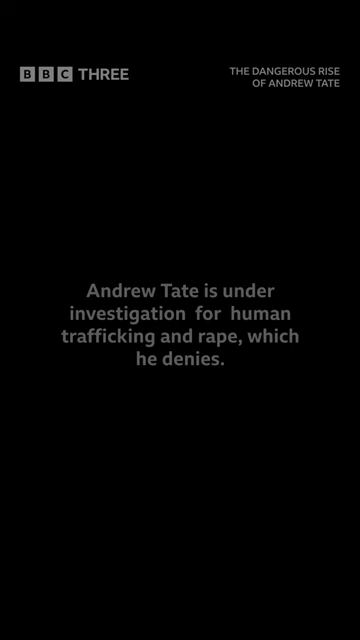 BBC THREE
THE DANGEROUS RISE
OF ANDREW TATE
Andrew Tate is under
investigation for human
trafficking and rape, which
he denies.